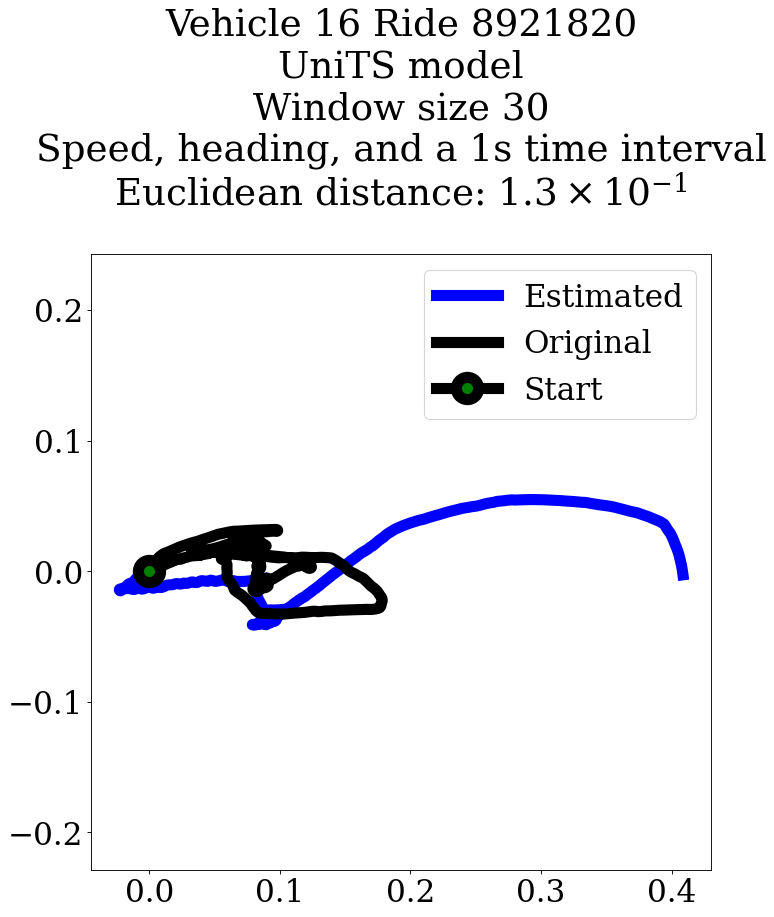 Vehicle 16 Ride 8921820
UniTS model
Window size 30
Speed, heading, and a 1s time interval
Euclidean distance: 1.3 × 10⁻¹
Estimated
Original
Start
0.2
0.1
0.0
−0.1
−0.2
0.0 0.1 0.2 0.3 0.4